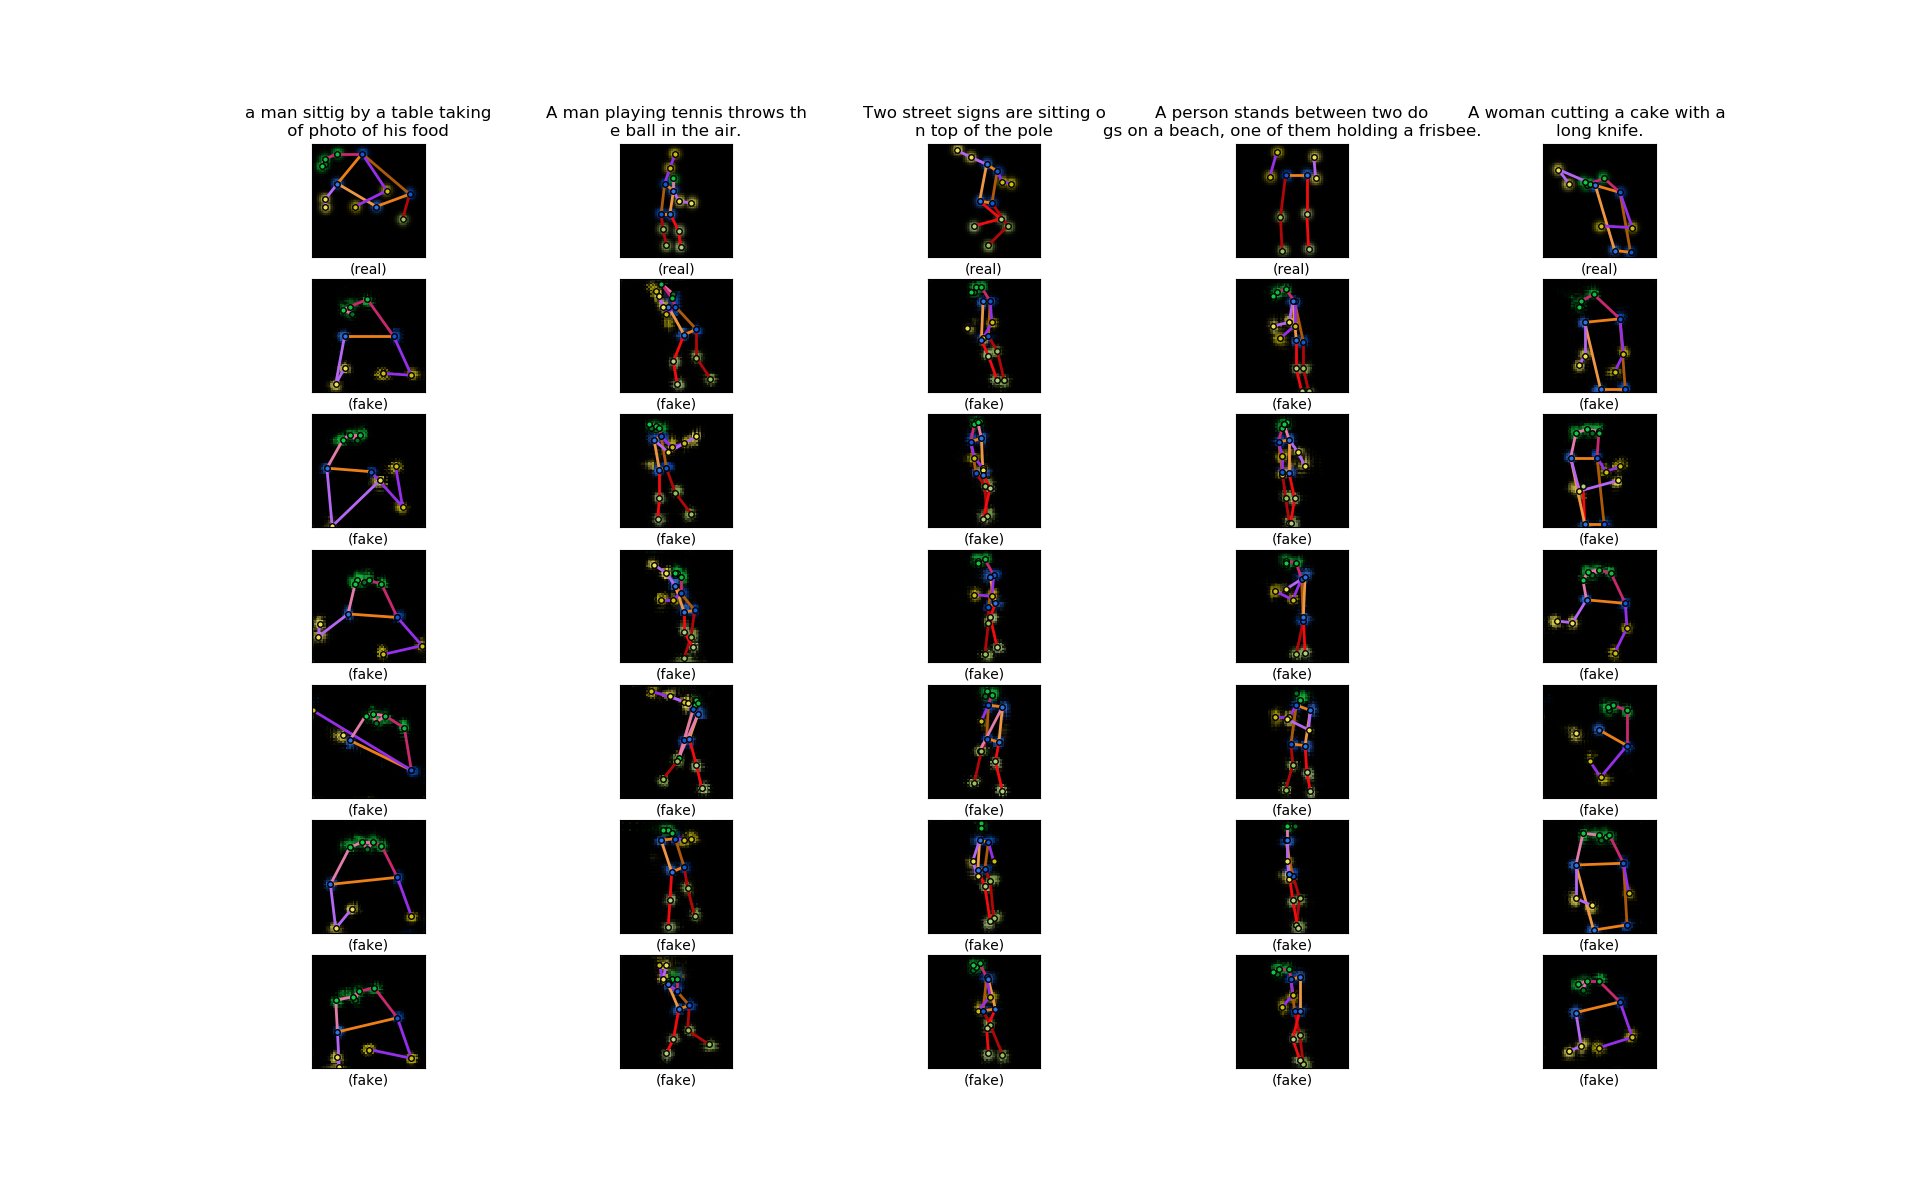 a man sittig by a table taking
of photo of his food
A man playing tennis throws th
e ball in the air.
Two street signs are sitting o
n top of the pole
A person stands between two do
gs on a beach, one of them holding a frisbee.
A woman cutting a cake with a
long knife.
(real) (real) (real) (real) (real)
(fake) (fake) (fake) (fake) (fake)
(fake) (fake) (fake) (fake) (fake)
(fake) (fake) (fake) (fake) (fake)
(fake) (fake) (fake) (fake) (fake)
(fake) (fake) (fake) (fake) (fake)
(fake) (fake) (fake) (fake) (fake)